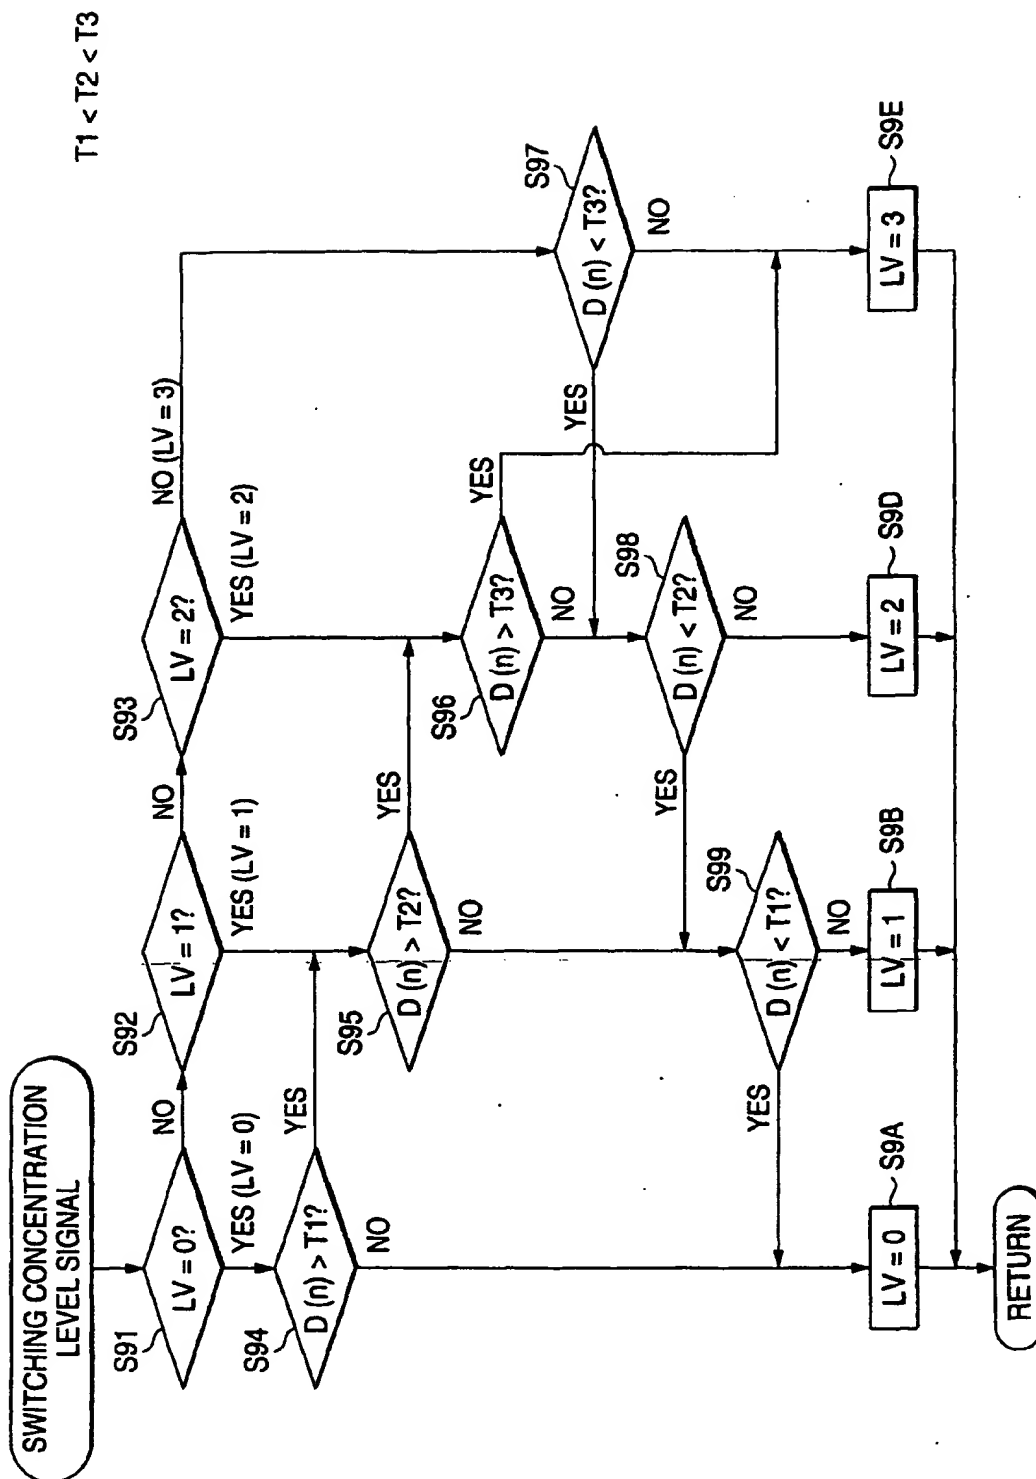 T1 < T2 < T3
SWITCHING CONCENTRATION
LEVEL SIGNAL
S91
LV = 0?
NO
YES (LV = 0)
S92
LV = 1?
NO
YES (LV = 1)
S93
LV = 2?
NO (LV = 3)
YES (LV = 2)
S94
D (n) > T1?
YES
NO
S95
D (n) > T2?
YES
NO
S96
D (n) > T3?
YES
NO
S97
D (n) < T3?
YES
NO
S98
D (n) < T2?
YES
NO
S99
D (n) < T1?
YES
NO
S9A
LV = 0
S9B
LV = 1
S9D
LV = 2
S9E
LV = 3
RETURN